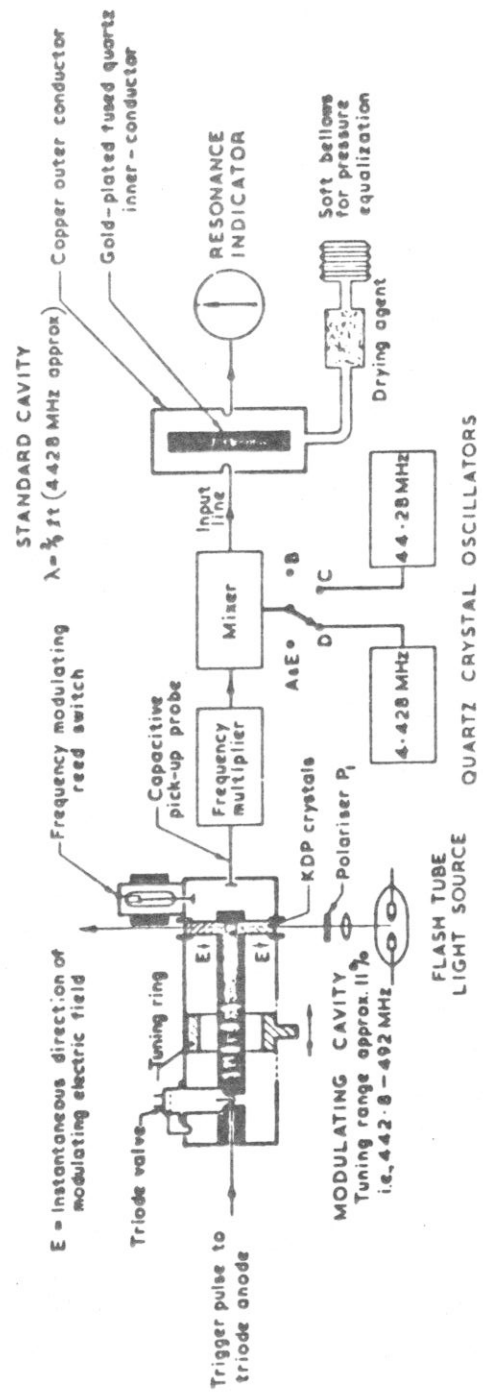 E = Instantaneous direction of
modulating electric field
Triode valve
Tuning ring
Frequency modulating
reed switch
STANDARD CAVITY
λ = ⅔ ft (4428 MHz approx)
Copper outer conductor
Gold-plated fused quartz
inner-conductor
Capacitive
pick-up probe
Input
line
RESONANCE
INDICATOR
Frequency
multiplier
Mixer
E
E
A&E
B
D
C
Trigger pulse to
triode anode
KDP crystals
Polariser P₁
MODULATING CAVITY
Tuning range approx. 11%
i.e., 442·8 – 492 MHz
FLASH TUBE
LIGHT SOURCE
4·428 MHz
44·28 MHz
QUARTZ CRYSTAL OSCILLATORS
Drying agent
Soft bellows
for pressure
equalization